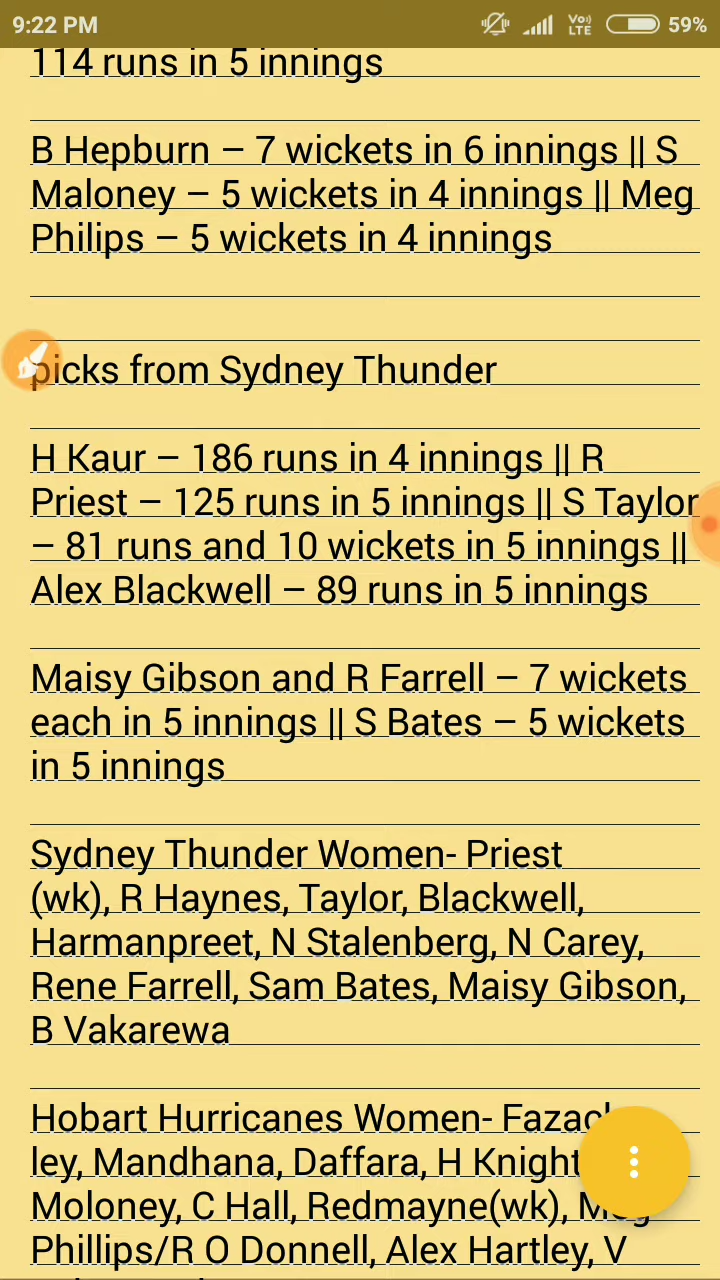 9:22 PM
Vo)) LTE
59%
114 runs in 5 innings
B Hepburn – 7 wickets in 6 innings || S
Maloney – 5 wickets in 4 innings || Meg
Philips – 5 wickets in 4 innings
picks from Sydney Thunder
H Kaur – 186 runs in 4 innings || R
Priest – 125 runs in 5 innings || S Taylor
– 81 runs and 10 wickets in 5 innings ||
Alex Blackwell – 89 runs in 5 innings
Maisy Gibson and R Farrell – 7 wickets
each in 5 innings || S Bates – 5 wickets
in 5 innings
Sydney Thunder Women- Priest
(wk), R Haynes, Taylor, Blackwell,
Harmanpreet, N Stalenberg, N Carey,
Rene Farrell, Sam Bates, Maisy Gibson,
B Vakarewa
Hobart Hurricanes Women-
ley, Mandhana, Daffara, H Knight
Moloney, C Hall, Redmayne(wk), Meg
Phillips/R O Donnell, Alex Hartley, V